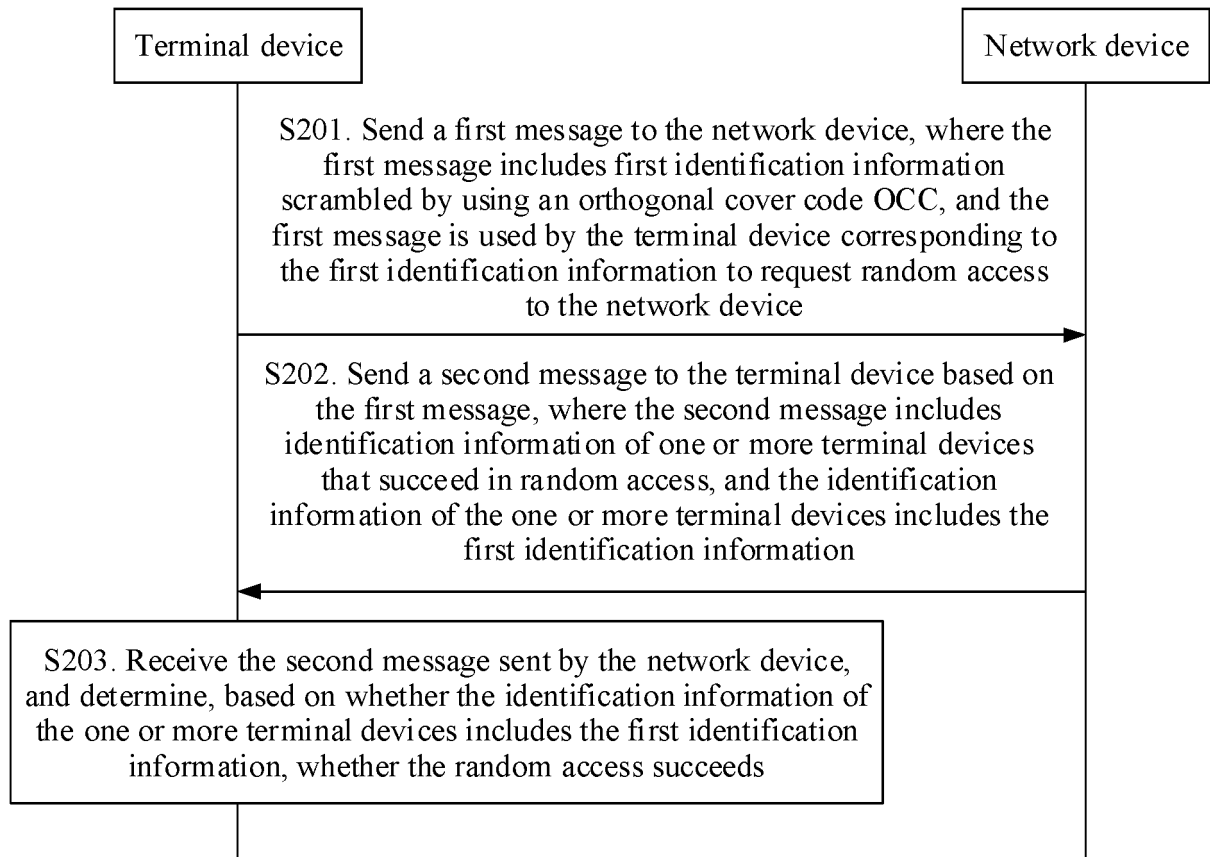 Terminal device
Network device
S201. Send a first message to the network device, where the
first message includes first identification information
scrambled by using an orthogonal cover code OCC, and the
first message is used by the terminal device corresponding to
the first identification information to request random access
to the network device
S202. Send a second message to the terminal device based on
the first message, where the second message includes
identification information of one or more terminal devices
that succeed in random access, and the identification
information of the one or more terminal devices includes the
first identification information
S203. Receive the second message sent by the network device,
and determine, based on whether the identification information of
the one or more terminal devices includes the first identification
information, whether the random access succeeds